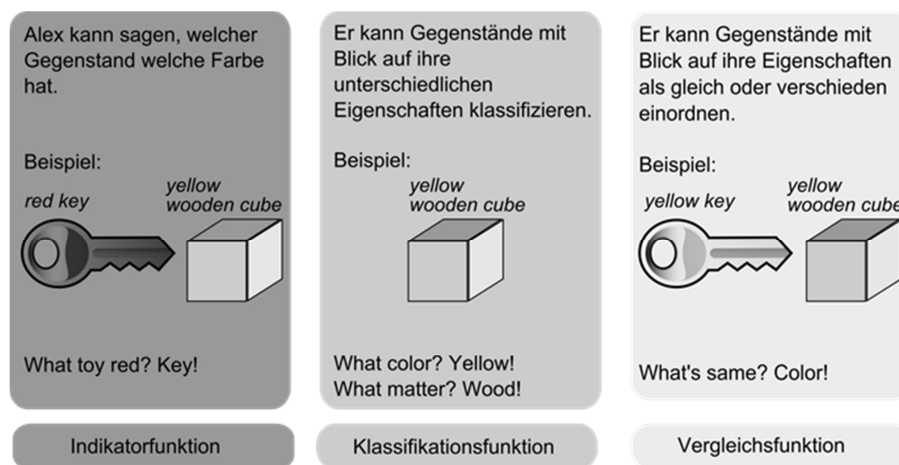 Alex kann sagen, welcher
Gegenstand welche Farbe
hat.
Beispiel:
red key
yellow
wooden cube
What toy red? Key!
Indikatorfunktion
Er kann Gegenstände mit
Blick auf ihre
unterschiedlichen
Eigenschaften klassifizieren.
Beispiel:
yellow
wooden cube
What color? Yellow!
What matter? Wood!
Klassifikationsfunktion
Er kann Gegenstände mit
Blick auf ihre Eigenschaften
als gleich oder verschieden
einordnen.
Beispiel:
yellow key
yellow
wooden cube
What's same? Color!
Vergleichsfunktion